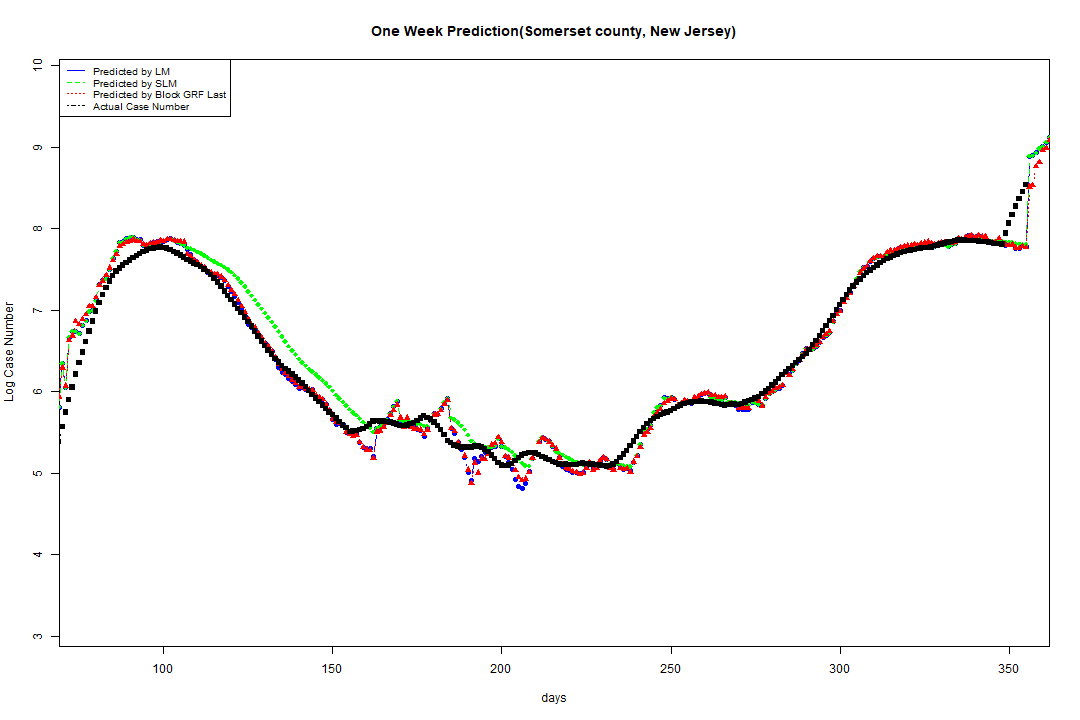 One Week Prediction(Somerset county, New Jersey)
Predicted by LM
Predicted by SLM
Predicted by Block GRF Last
Actual Case Number
Log Case Number
10
9
8
7
6
5
4
3
100 150 200 250 300 350
days